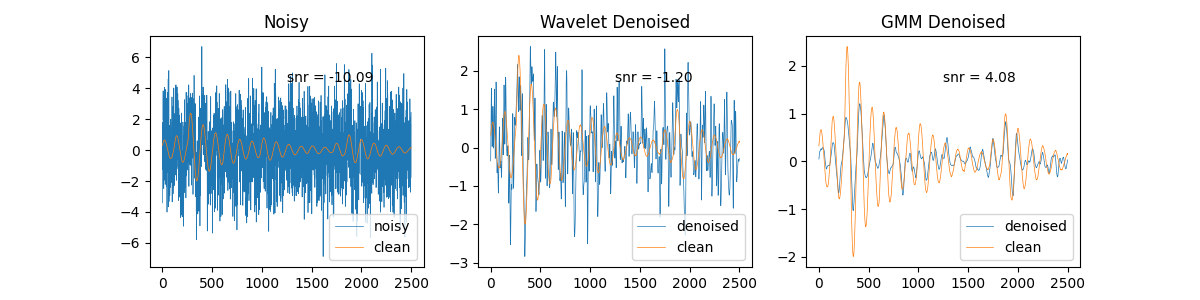 Noisy
6
4
2
0
−2
−4
−6
snr = -10.09
noisy
clean
0 500 1000 1500 2000 2500
Wavelet Denoised
2
1
0
−1
−2
−3
snr = -1.20
denoised
clean
0 500 1000 1500 2000 2500
GMM Denoised
2
1
0
−1
−2
snr = 4.08
denoised
clean
0 500 1000 1500 2000 2500